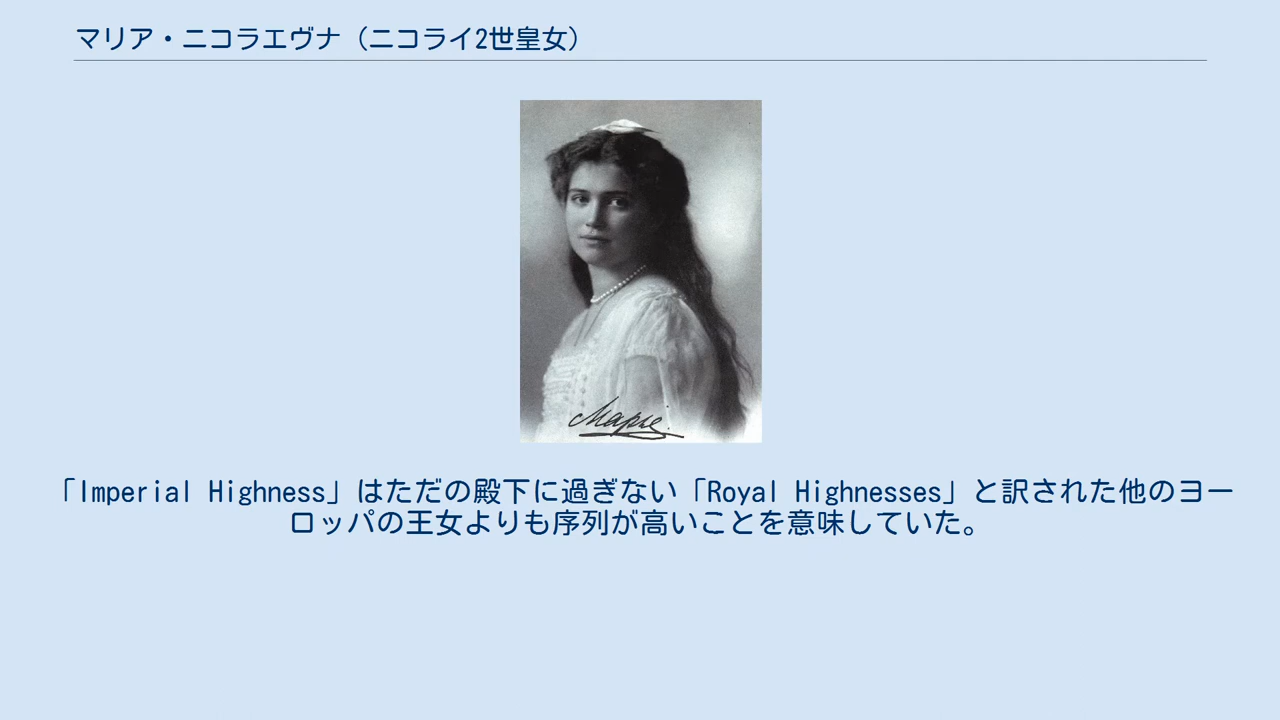 マリア・ニコラエヴナ（ニコライ2世皇女）
Mapie
「Imperial Highness」はただの殿下に過ぎない「Royal Highnesses」と訳された他のヨー
ロッパの王女よりも序列が高いことを意味していた。